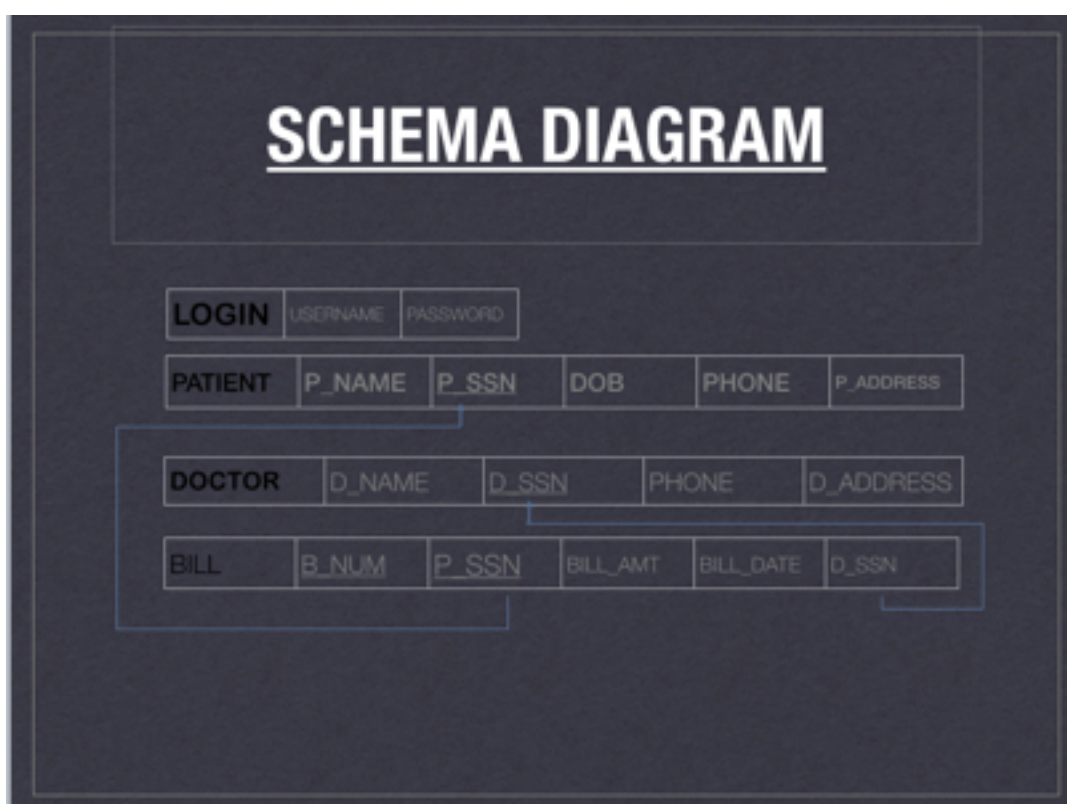 SCHEMA DIAGRAM
LOGIN USERNAME PASSWORD
PATIENT P_NAME P_SSN DOB PHONE P_ADDRESS
DOCTOR D_NAME D_SSN PHONE D_ADDRESS
BILL B_NUM P_SSN BILL_AMT BILL_DATE D_SSN